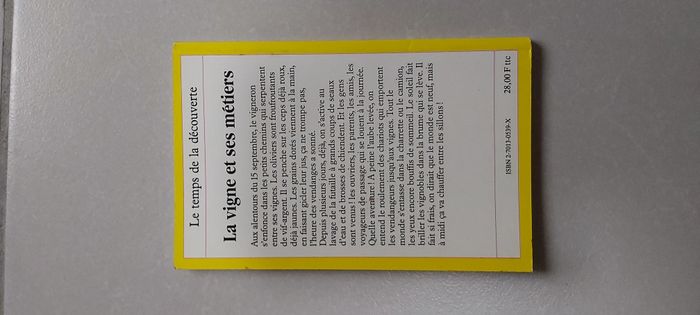 Le temps de la découverte
La vigne et ses métiers
Aux alentours du 15 septembre, le vigneron
s'enfonce dans les petits chemins qui serpentent
entre ses vignes. Les oliviers sont froufroutants
de vif-argent. Il se penche sur les ceps déjà roux,
déjà jaunes. Les grains dorés viennent à la main,
en faisant gicler leur jus, ça ne trompe pas,
l'heure des vendanges a sonné.
Depuis plusieurs jours, déjà, on s'active au
lavage de la futaille à grands coups de seaux
d'eau et de brosses de chiendent. Et les gens
sont venus! les ouvriers, les parents, les amis, les
voyageurs de passage qui se louent à la journée.
Quelle aventure! A peine l'aube levée, on
entend le roulement des chariots qui emportent
les vendangeurs jusqu'aux vignes. Tout le
monde s'entasse dans la charrette ou le camion,
les yeux encore bouffis de sommeil. Le soleil fait
briller les vignobles dans la brume qui se lève. Il
fait si frais, on dirait que le monde est neuf, mais
à midi ça va chauffer entre les sillons!
ISBN 2-7013-0539-X
28,00 F ttc